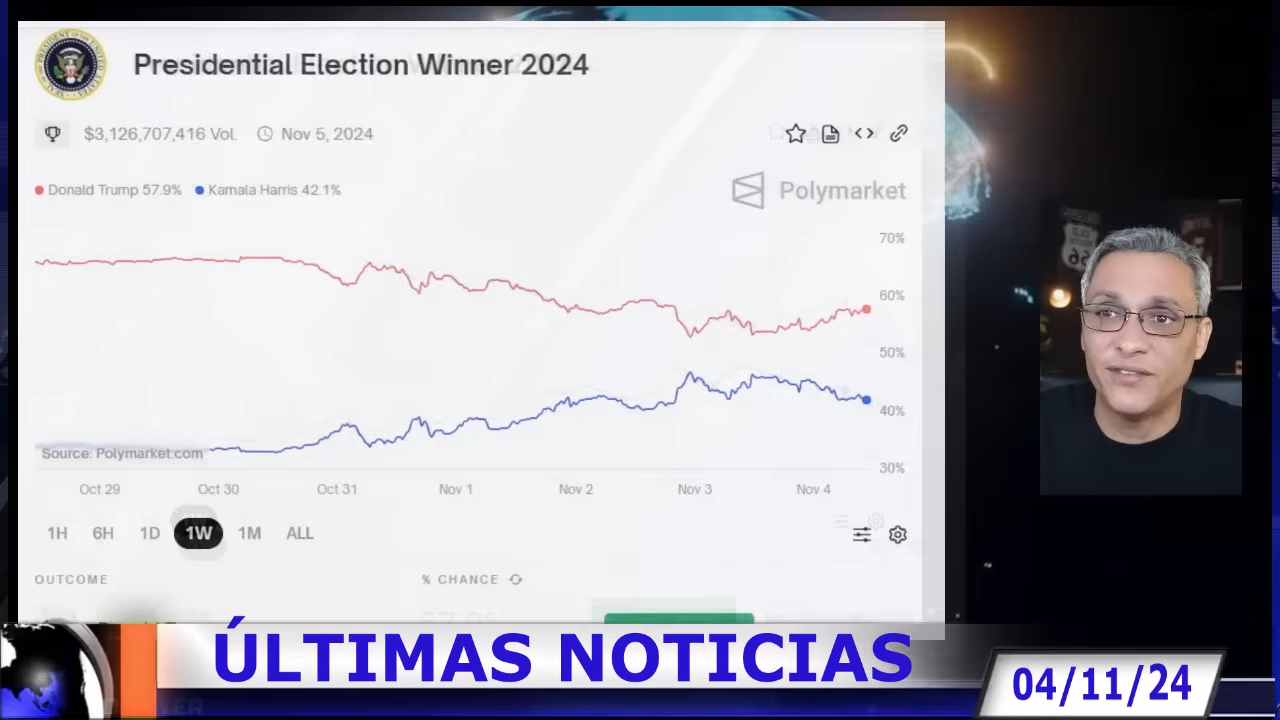 Presidential Election Winner 2024
$3,126,707,416 Vol. Nov 5, 2024
Donald Trump 57.9% Kamala Harris 42.1%
Polymarket
70%
60%
50%
40%
30%
Source: Polymarket.com
Oct 29 Oct 30 Oct 31 Nov 1 Nov 2 Nov 3 Nov 4
1H 6H 1D 1W 1M ALL
OUTCOME % CHANCE
ÚLTIMAS NOTICIAS
04/11/24